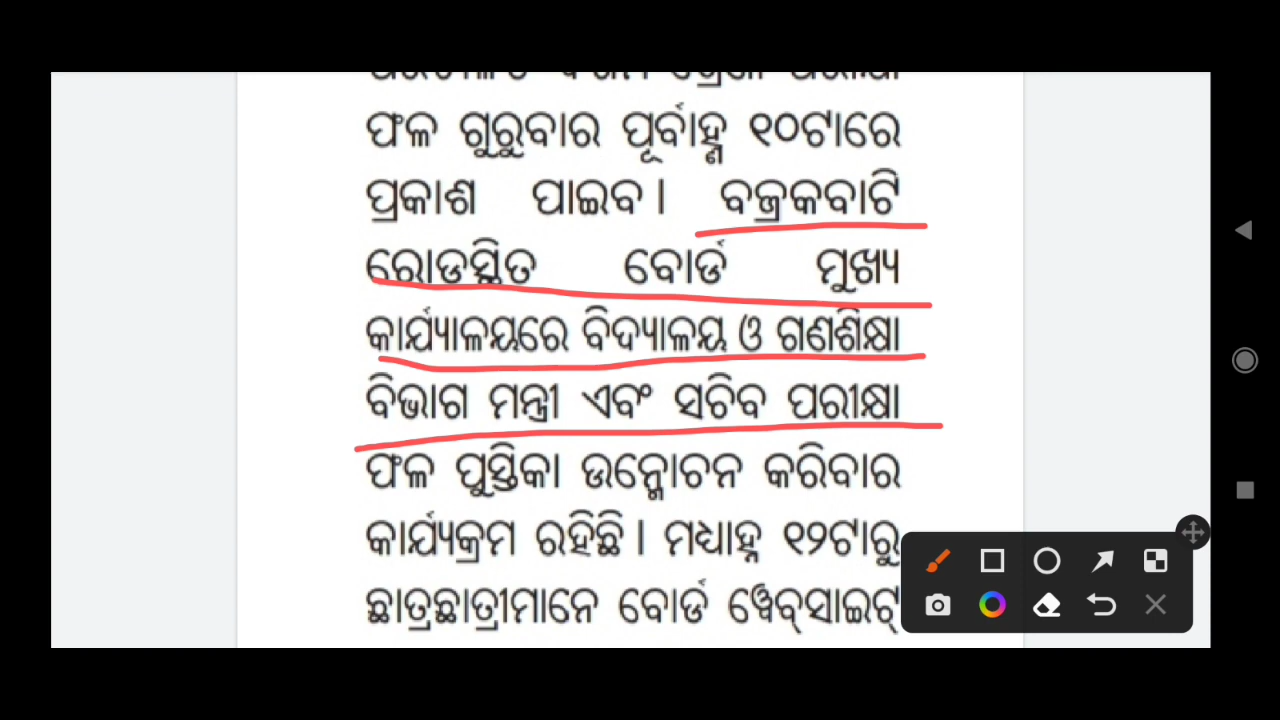 ଫଳ ଗୁରୁବାର ପୂର୍ବାହ୍ଣ ୧୦ଟାରେ
ପ୍ରକାଶ ପାଇବ । ବଜ୍ରକବାଟି
ରୋଡସ୍ଥିତ ବୋର୍ଡ ମୁଖ୍ୟ
କାର୍ଯ୍ୟାଳୟରେ ବିଦ୍ୟାଳୟ ଓ ଗଣଶିକ୍ଷା
ବିଭାଗ ମନ୍ତ୍ରୀ ଏବଂ ସଚିବ ପରୀକ୍ଷା
ଫଳ ପୁସ୍ତିକା ଉନ୍ମୋଚନ କରିବାର
କାର୍ଯ୍ୟକ୍ରମ ରହିଛି । ମଧ୍ୟାହ୍ନ ୧୨ଟାରୁ
ଛାତ୍ରଛାତ୍ରୀମାନେ ବୋର୍ଡ ୱେବ୍‌ସାଇଟ୍